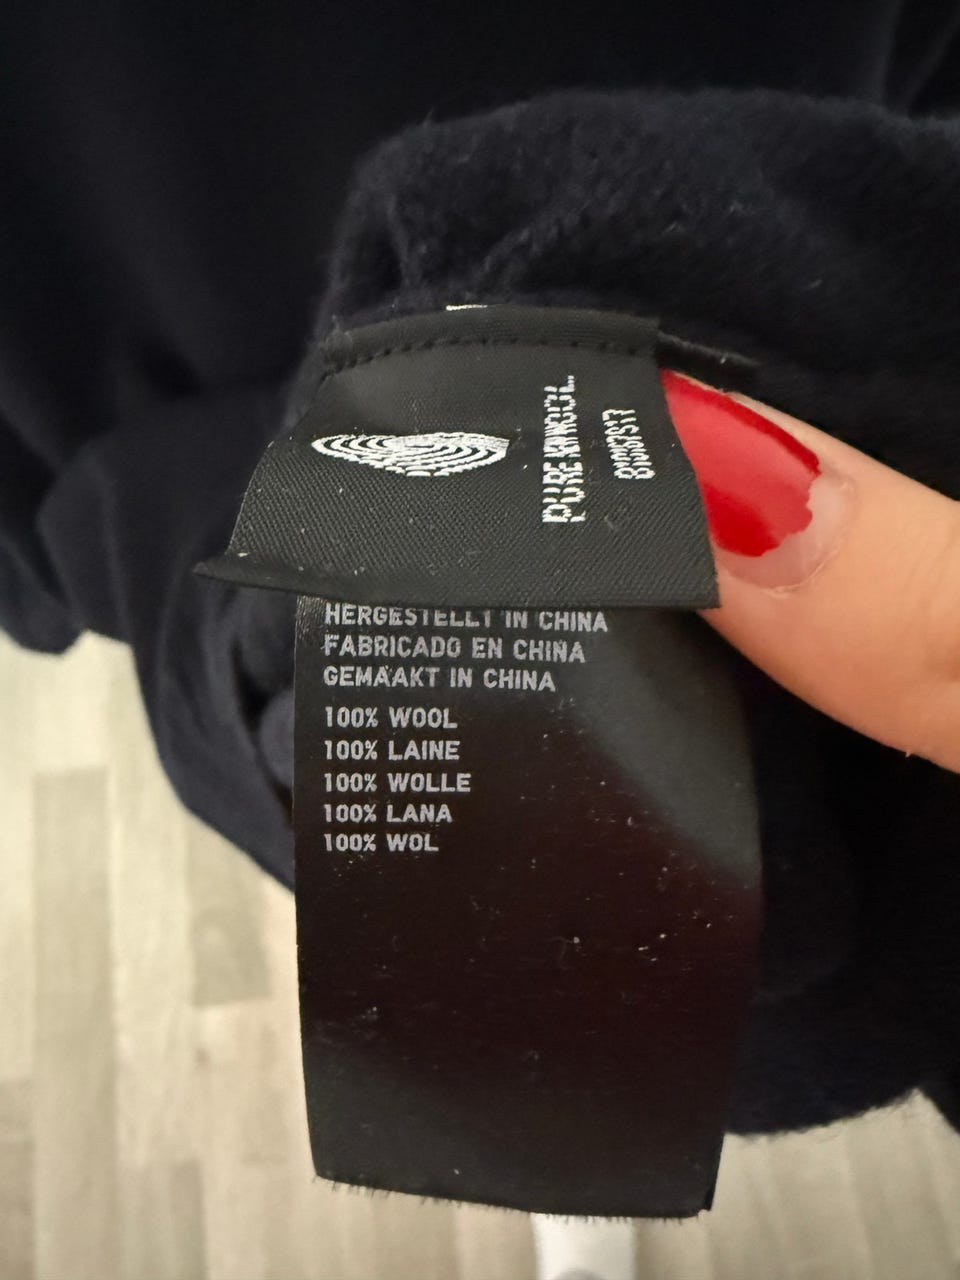 PURE
HERGESTELLT IN CHINA
FABRICADO EN CHINA
GEMAAKT IN CHINA
100% WOOL
100% LAINE
100% WOLLE
100% LANA
100% WOL